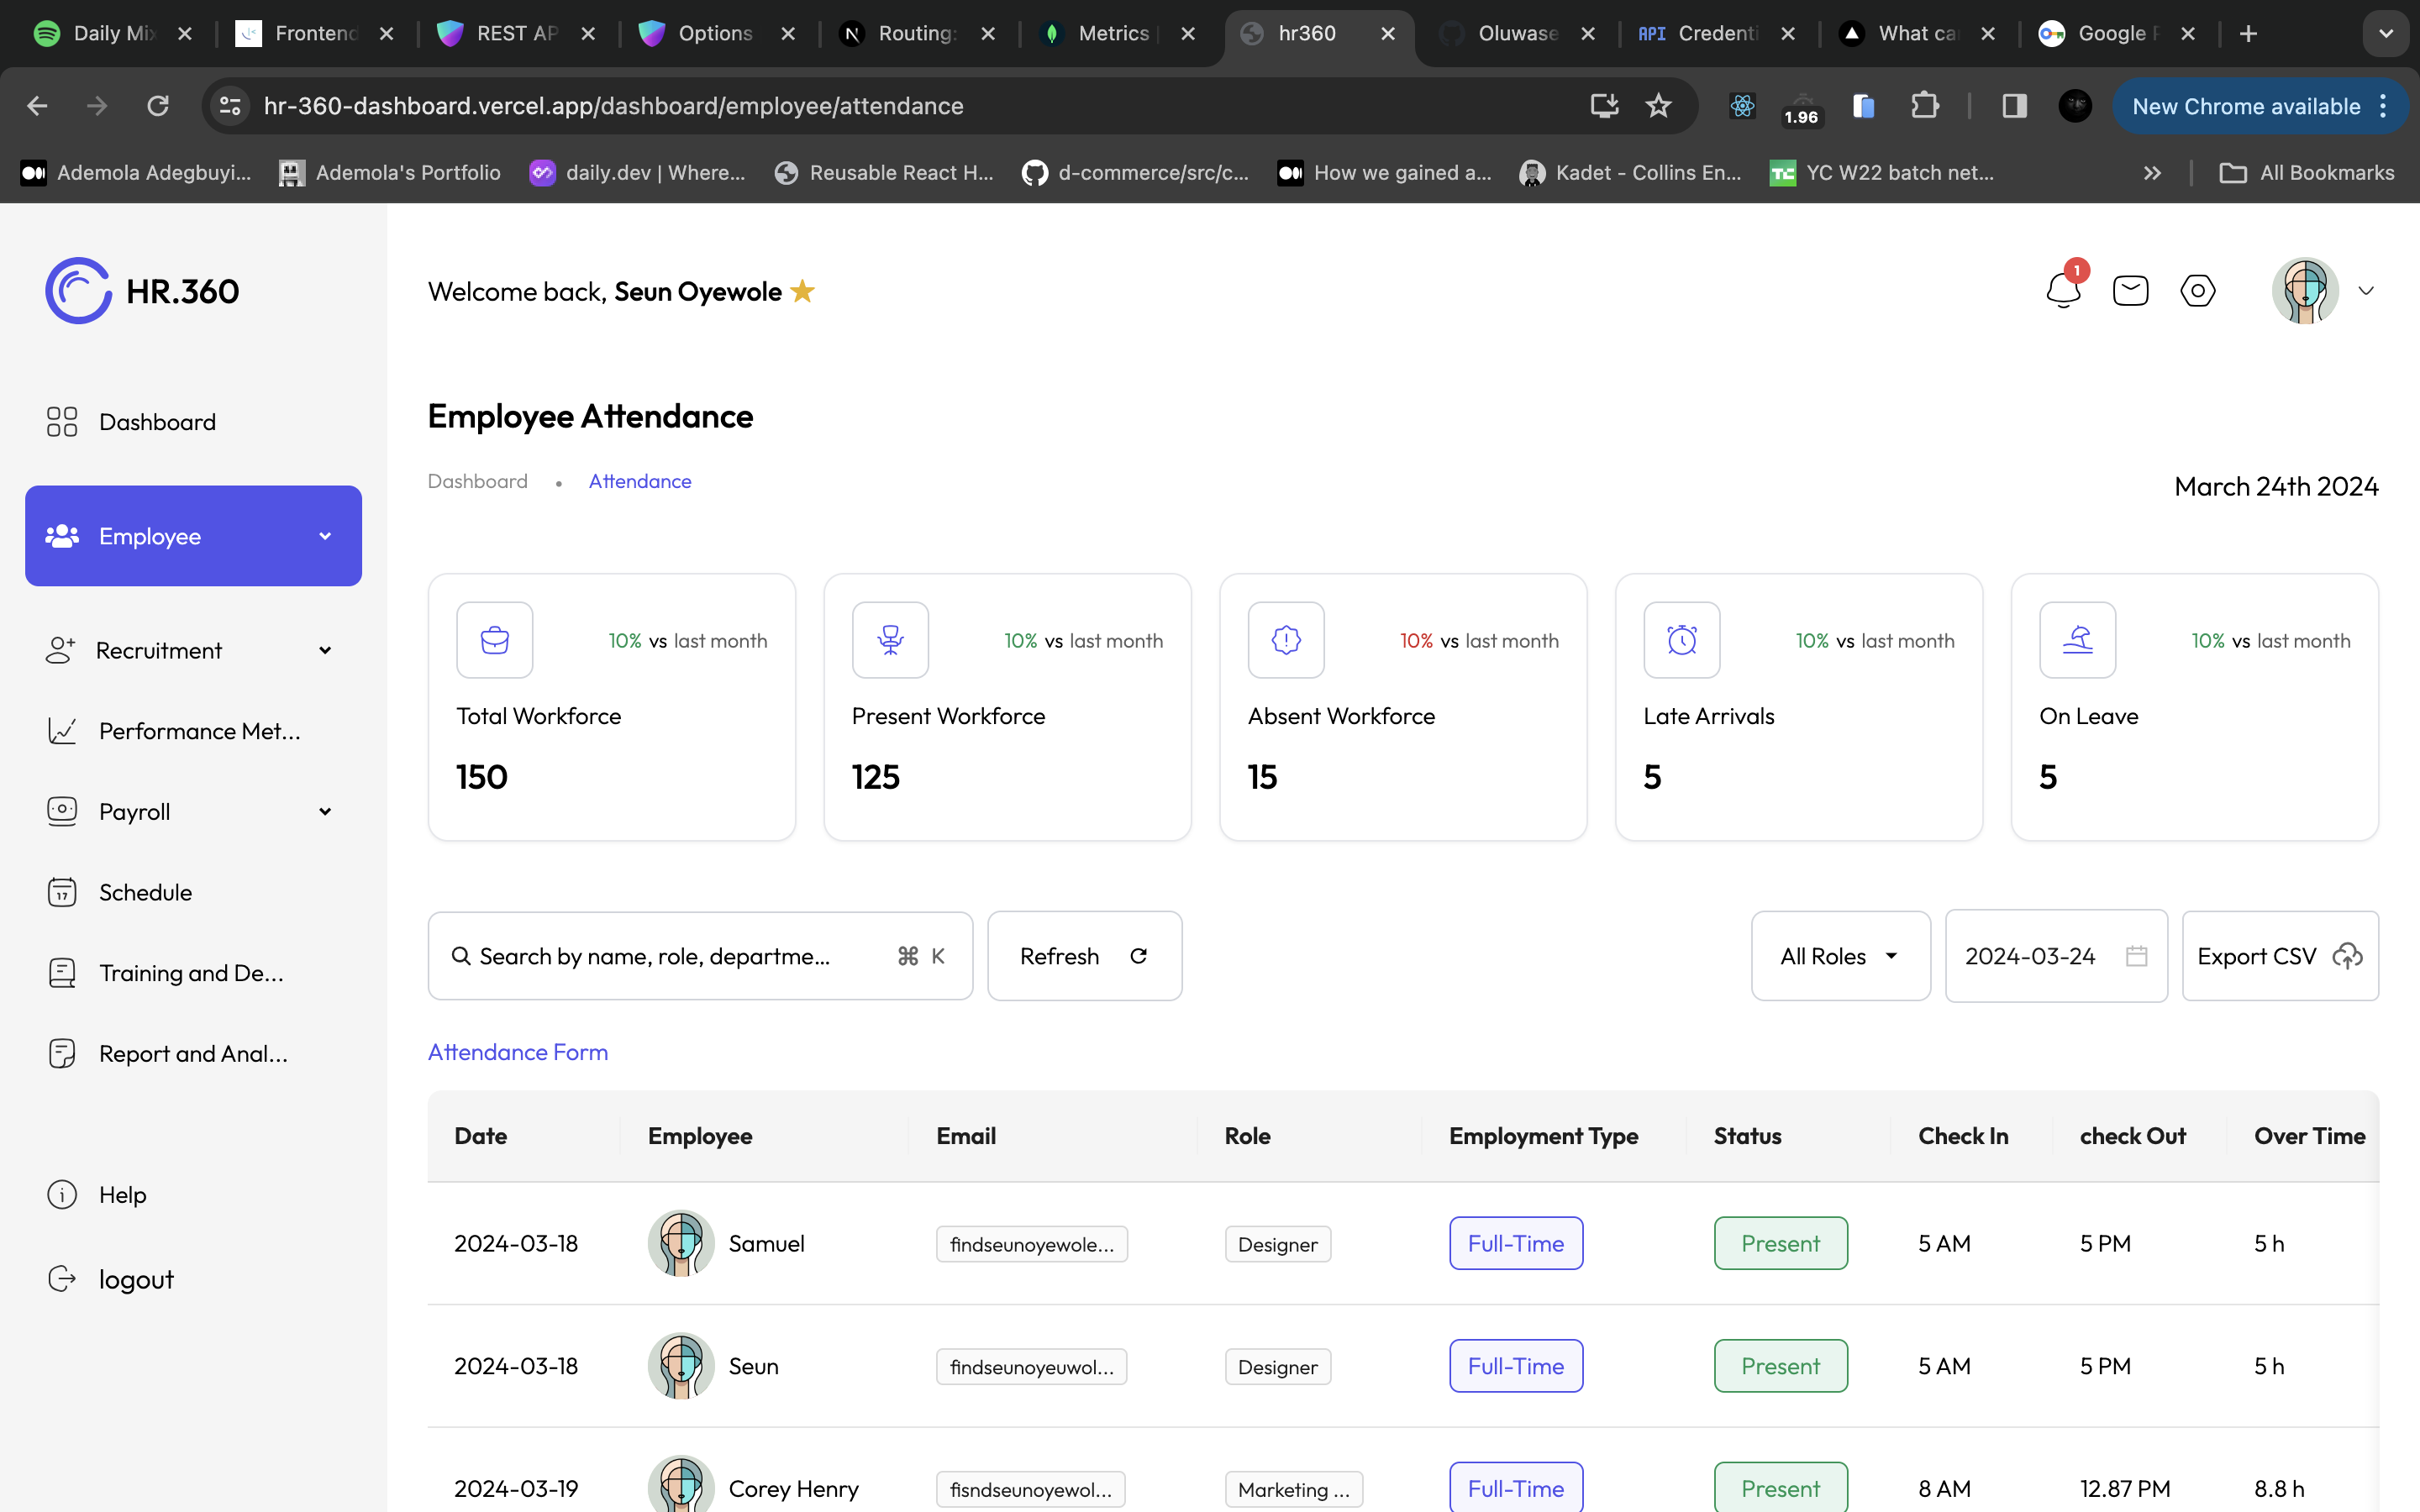 Daily Mix
Frontend
REST AP
Options
Routing:
Metrics
hr360
Oluwase
API Credenti
What ca
Google P
hr-360-dashboard.vercel.app/dashboard/employee/attendance
1.96
New Chrome available
Ademola Adegbuyi...
Ademola's Portfolio
daily.dev | Where...
Reusable React H...
d-commerce/src/c...
How we gained a...
Kadet - Collins En...
YC W22 batch net...
All Bookmarks
HR.360
Welcome back, Seun Oyewole
1
Dashboard
Employee
Recruitment
Performance Met...
Payroll
17
Schedule
Training and De...
Report and Anal...
Help
logout
Employee Attendance
Dashboard • Attendance
March 24th 2024
10% vs last month
Total Workforce
150
10% vs last month
Present Workforce
125
10% vs last month
Absent Workforce
15
10% vs last month
Late Arrivals
5
10% vs last month
On Leave
5
Search by name, role, departme... ⌘ K
Refresh
All Roles
2024-03-24
Export CSV
Attendance Form
Date Employee Email Role Employment Type Status Check In check Out Over Time
2024-03-18 Samuel findseunoyewole... Designer Full-Time Present 5 AM 5 PM 5 h
2024-03-18 Seun findseunoyeuwol... Designer Full-Time Present 5 AM 5 PM 5 h
2024-03-19 Corey Henry fisndseunoyewol... Marketing ... Full-Time Present 8 AM 12.87 PM 8.8 h